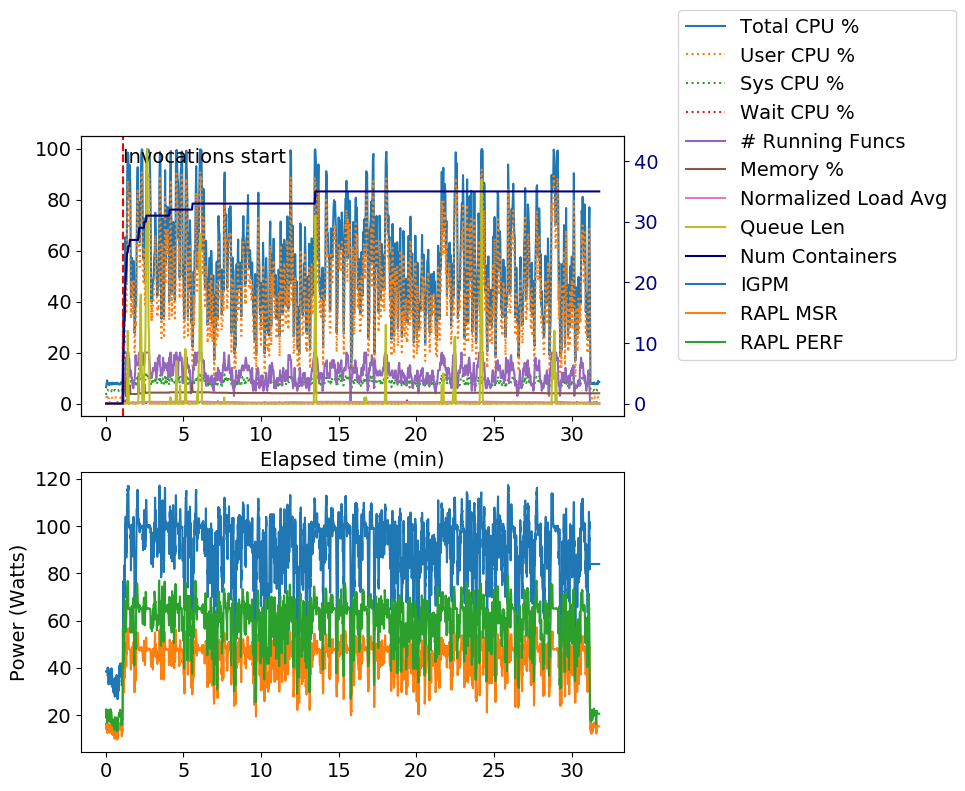 Total CPU %
User CPU %
Sys CPU %
Wait CPU %
# Running Funcs
Memory %
Normalized Load Avg
Queue Len
Num Containers
IGPM
RAPL MSR
RAPL PERF
Invocations start
100
80
60
40
20
0
40
30
20
10
0
0 5 10 15 20 25 30
Elapsed time (min)
Power (Watts)
120
100
80
60
40
20
0 5 10 15 20 25 30